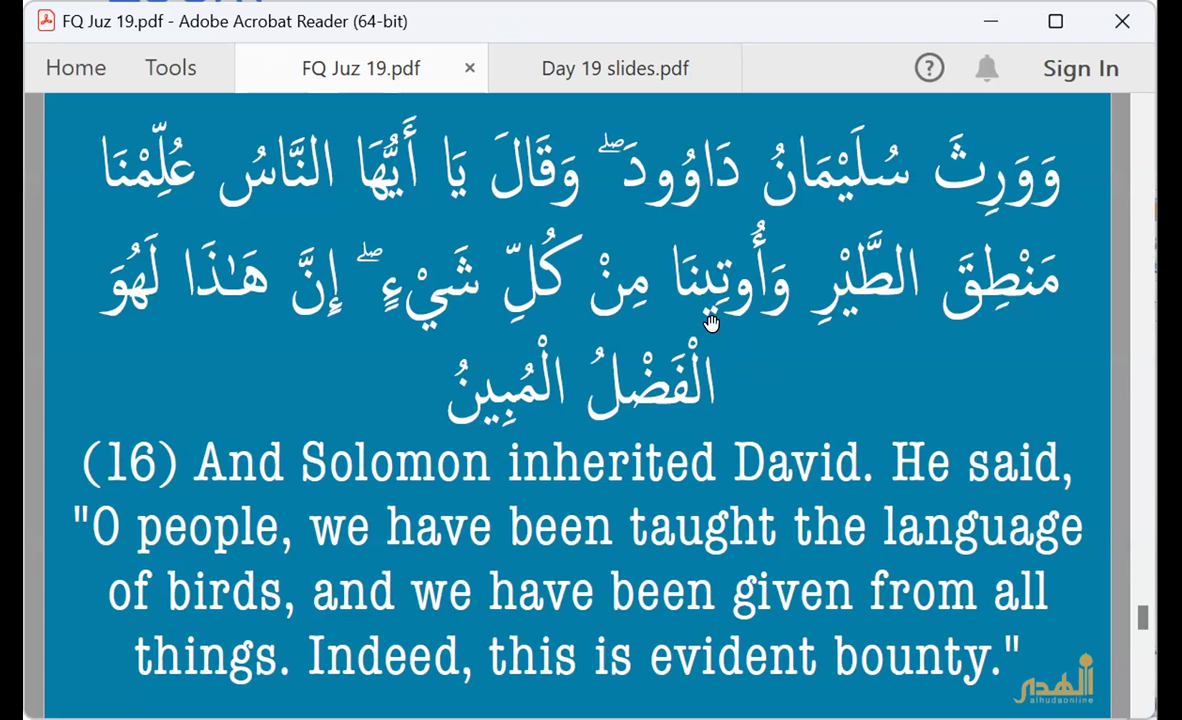 FQ Juz 19.pdf - Adobe Acrobat Reader (64-bit)
Home Tools FQ Juz 19.pdf × Day 19 slides.pdf Sign In
وَوَرِثَ سُلَيْمَانُ دَاوُودَ ۖ وَقَالَ يَا أَيُّهَا النَّاسُ عُلِّمْنَا
مَنْطِقَ الطَّيْرِ وَأُوتِينَا مِنْ كُلِّ شَيْءٍ ۖ إِنَّ هَٰذَا لَهُوَ
الْفَضْلُ الْمُبِينُ
(16) And Solomon inherited David. He said,
"O people, we have been taught the language
of birds, and we have been given from all
things. Indeed, this is evident bounty."
الهدى
alhudaonline